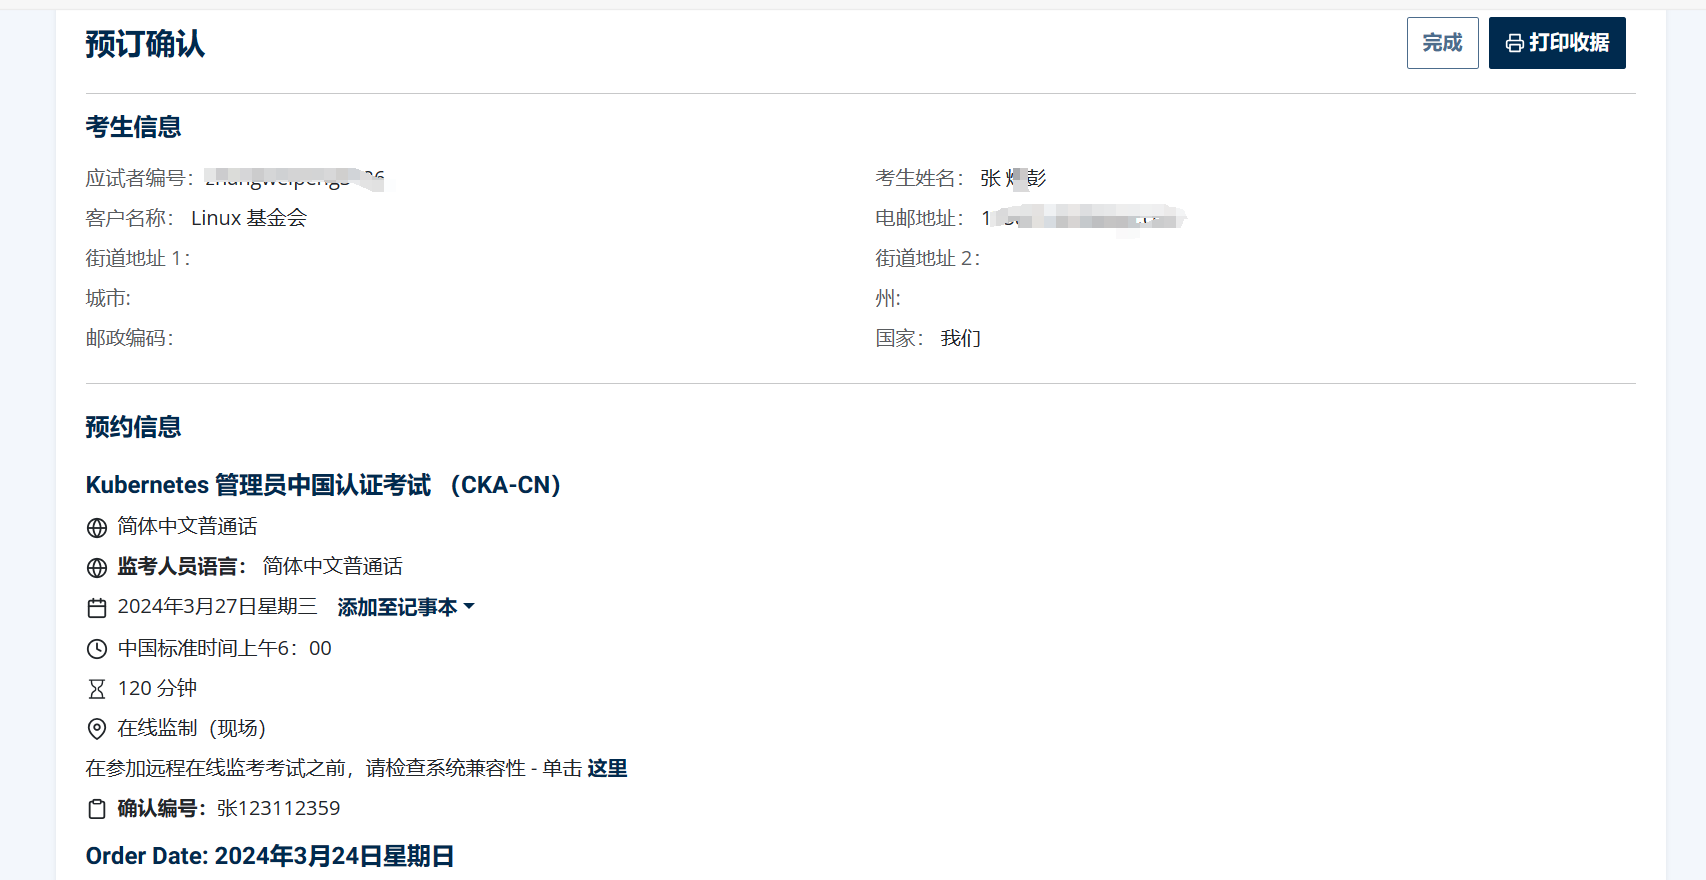 预订确认
完成
打印收据
考生信息
应试者编号：
考生姓名： 张 彭
客户名称： Linux 基金会
电邮地址：
街道地址 1：
街道地址 2：
城市：
州：
邮政编码：
国家： 我们
预约信息
Kubernetes 管理员中国认证考试 （CKA-CN）
简体中文普通话
监考人员语言： 简体中文普通话
2024年3月27日星期三 添加至记事本
中国标准时间上午6：00
120 分钟
在线监制（现场）
在参加远程在线监考考试之前，请检查系统兼容性 - 单击 这里
确认编号：张123112359
Order Date: 2024年3月24日星期日